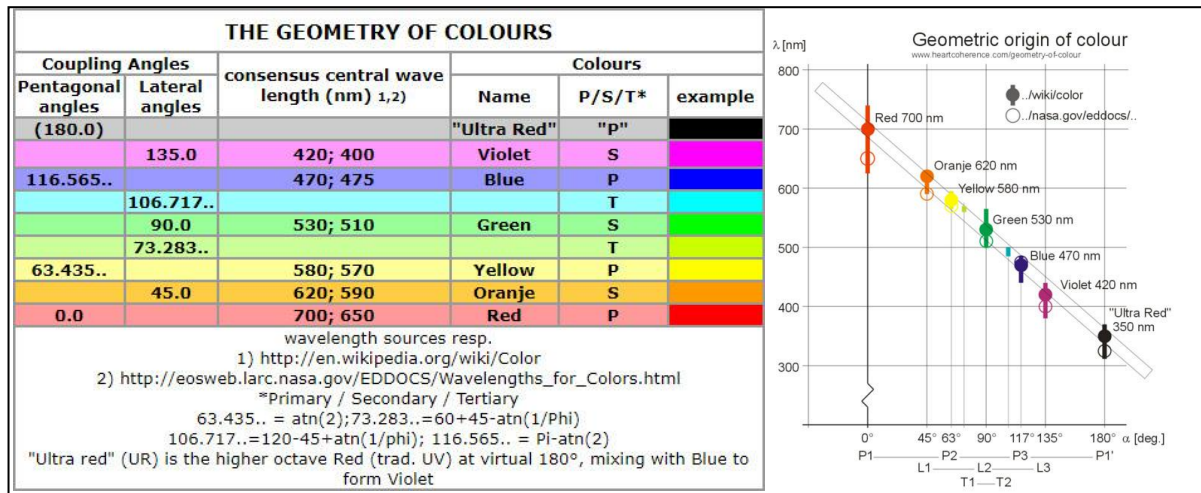 THE GEOMETRY OF COLOURS
Coupling Angles
consensus central wave length (nm) 1,2)
Colours
Pentagonal angles
Lateral angles
Name
P/S/T*
example
(180.0) "Ultra Red" "P"
135.0 420; 400 Violet S
116.565.. 470; 475 Blue P
106.717.. T
90.0 530; 510 Green S
73.283.. T
63.435.. 580; 570 Yellow P
45.0 620; 590 Oranje S
0.0 700; 650 Red P
wavelength sources resp.
1) http://en.wikipedia.org/wiki/Color
2) http://eosweb.larc.nasa.gov/EDDOCS/Wavelengths_for_Colors.html
*Primary / Secondary / Tertiary
63.435.. = atn(2);73.283..=60+45-atn(1/Phi)
106.717..=120-45+atn(1/phi); 116.565.. = Pi-atn(2)
"Ultra red" (UR) is the higher octave Red (trad. UV) at virtual 180º, mixing with Blue to
form Violet
λ [nm]
Geometric origin of colour
www.heartcoherence.com/geometry-of-colour
800
../wiki/color
../nasa.gov/eddocs/..
700
Red 700 nm
Oranje 620 nm
600
Yellow 580 nm
Green 530 nm
500
Blue 470 nm
Violet 420 nm
400
"Ultra Red"
350 nm
300
0° 45° 63° 90° 117° 135° 180° α [deg.]
P1 P2 P3 P1'
L1 L2 L3
T1 T2